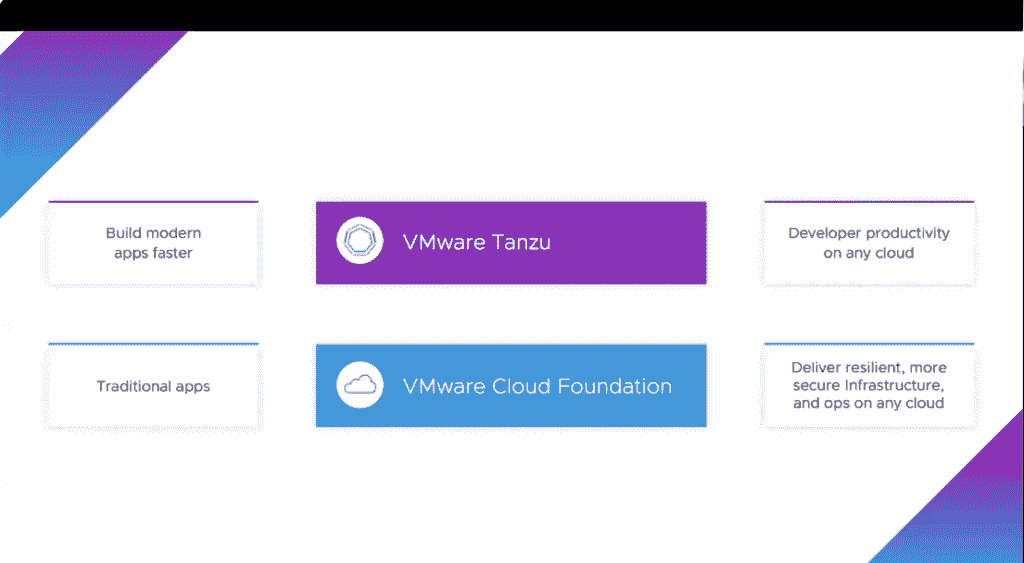 Build modern
apps faster
VMware Tanzu
Developer productivity
on any cloud
Traditional apps
VMware Cloud Foundation
Deliver resilient, more
secure Infrastructure,
and ops on any cloud